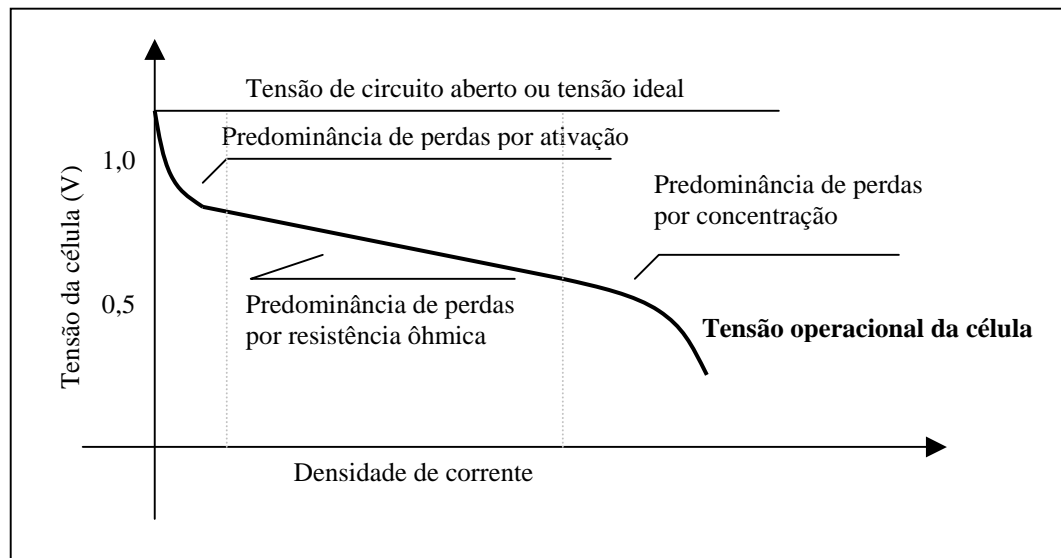 Tensão de circuito aberto ou tensão ideal
Predominância de perdas por ativação
1,0
Predominância de perdas
por concentração
Tensão da célula (V)
0,5
Predominância de perdas
por resistência ôhmica
Tensão operacional da célula
Densidade de corrente